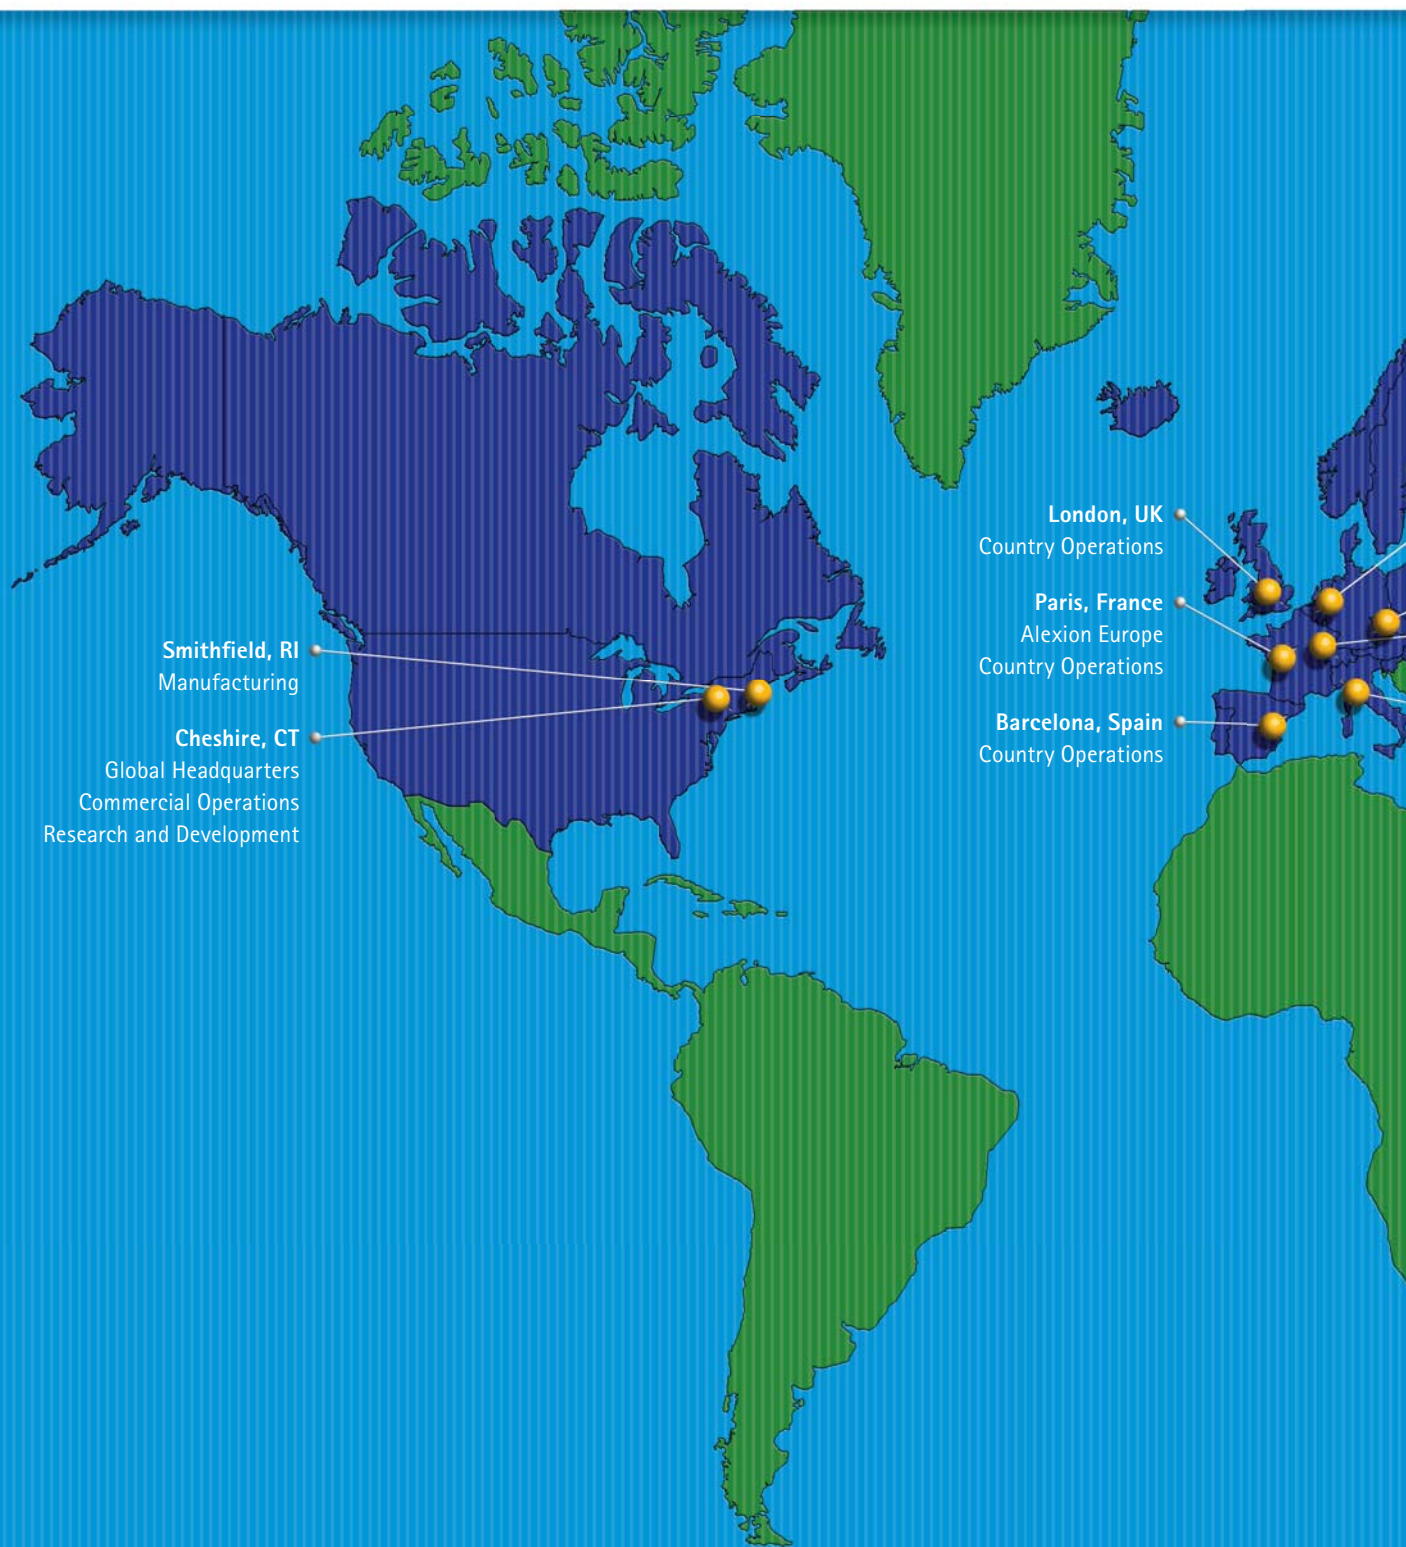 Smithfield, RI
Manufacturing
Cheshire, CT
Global Headquarters
Commercial Operations
Research and Development
London, UK
Country Operations
Paris, France
Alexion Europe
Country Operations
Barcelona, Spain
Country Operations